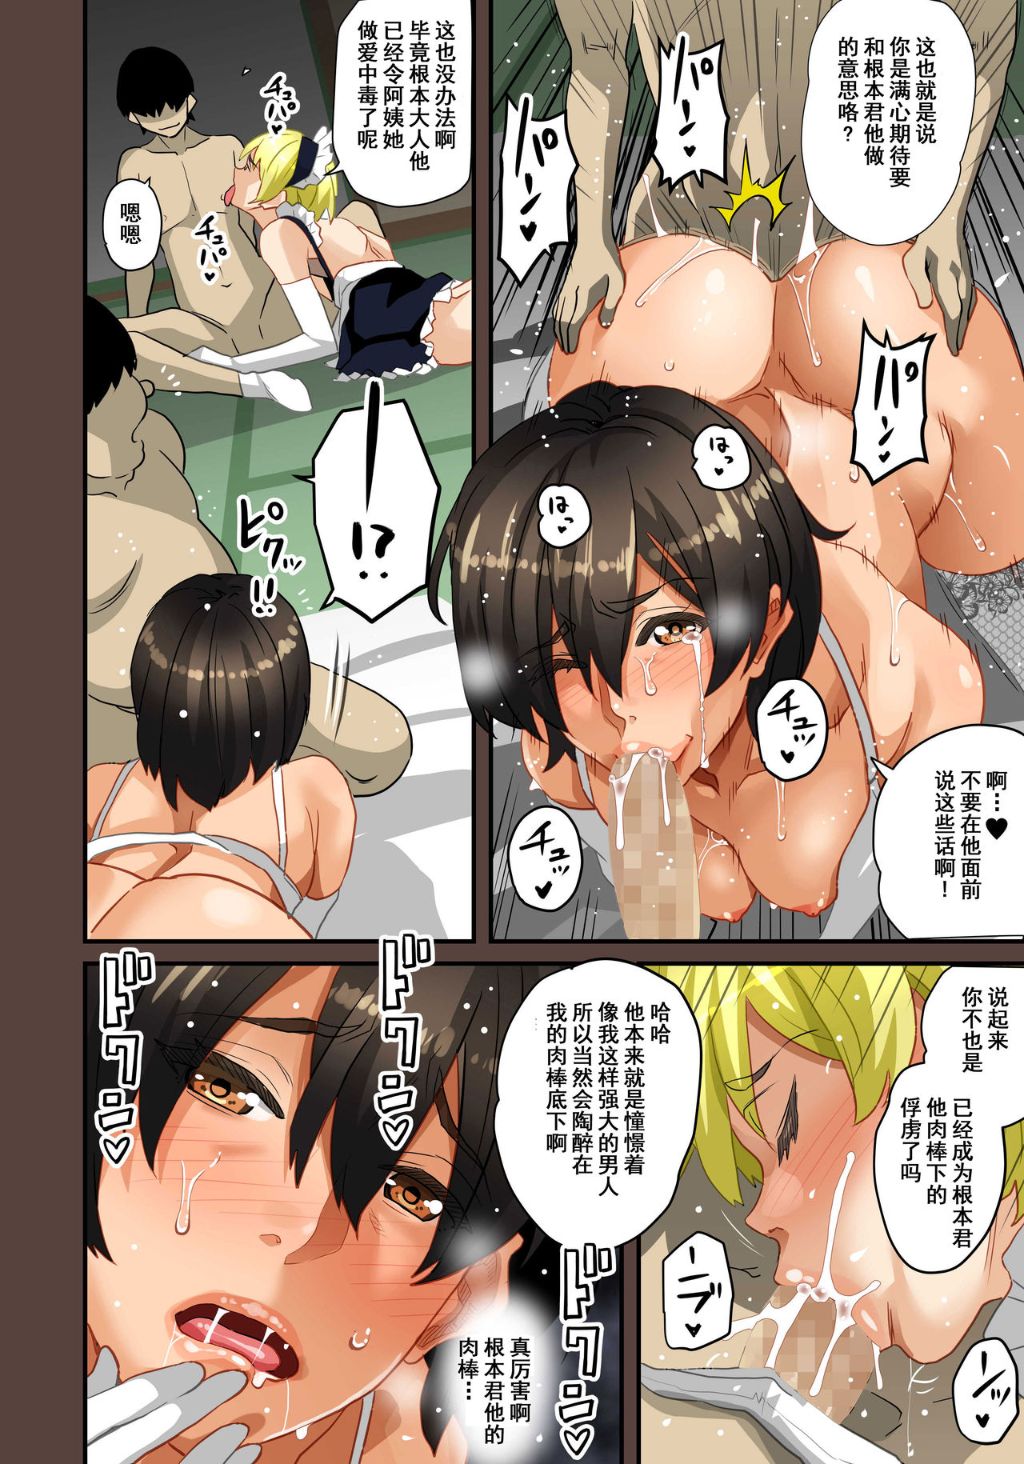 这也就是说
你是满心期待要
和根本君他做
的意思咯？
パンッ♥
パンッ♥
パンッ♥
パンッ♥
はっ♥
はっ♥
チュッ♥
チュッ♥
啊…♥
不要在他面前
说这些话啊！
这也没办法啊
毕竟根本大人他
已经令阿姨她
做爱中毒了呢
チュパ♥
チュパ♥
嗯嗯
！？
ピクッ!!
说起来
你不也是
已经成为根本君
他肉棒下的
俘虏了吗
哈哈
他本来就是憧憬着
像我这样强大的男人
所以当然会陶醉在
我的肉棒底下啊
ドクン♡
ドクン♡
ドクン♡
真厉害啊
根本君他的
肉棒…